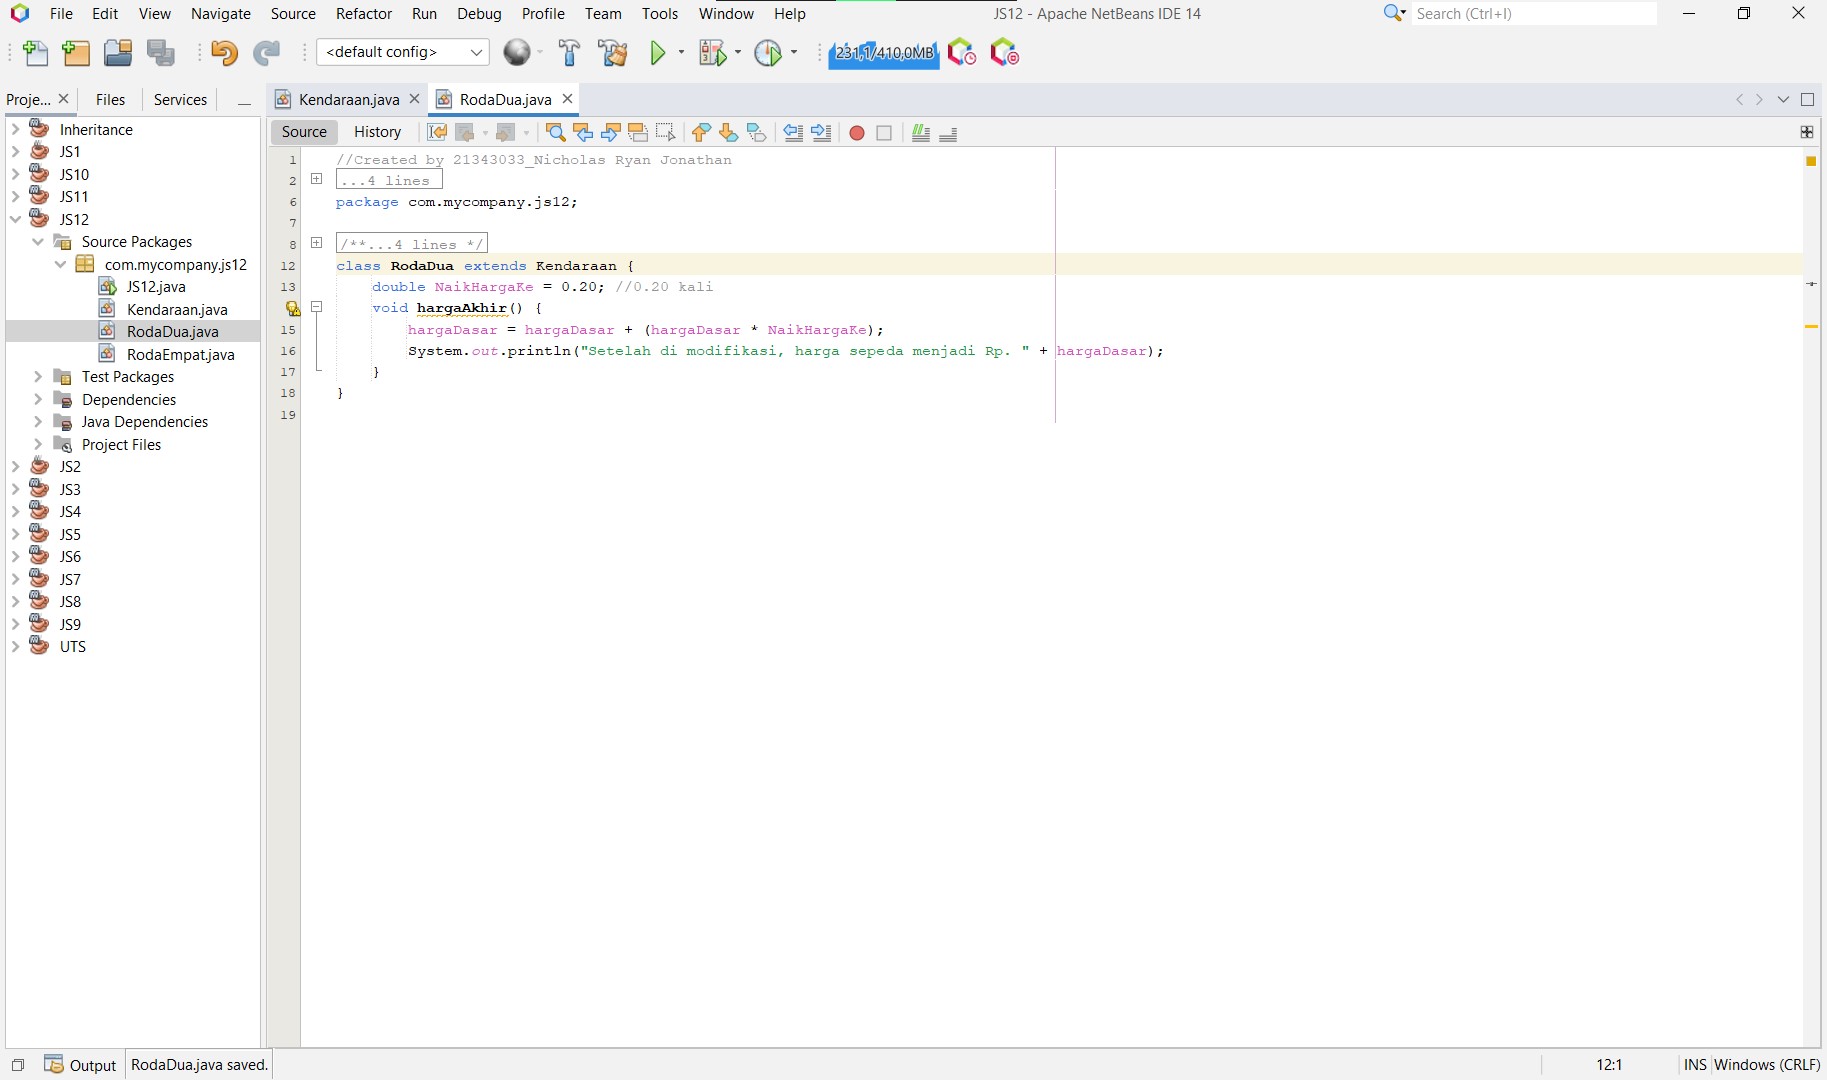 File Edit View Navigate Source Refactor Run Debug Profile Team Tools Window Help JS12 - Apache NetBeans IDE 14 Search (Ctrl+I)
<default config> 231,1/410,0MB
Proje... Files Services Kendaraan.java RodaDua.java
Source History
Inheritance
JS1
JS10
JS11
JS12
Source Packages
com.mycompany.js12
JS12.java
Kendaraan.java
RodaDua.java
RodaEmpat.java
Test Packages
Dependencies
Java Dependencies
Project Files
JS2
JS3
JS4
JS5
JS6
JS7
JS8
JS9
UTS
1 //Created by 21343033_Nicholas Ryan Jonathan
2 ...4 lines
6 package com.mycompany.js12;
7
8 /**...4 lines */
12 class RodaDua extends Kendaraan {
13 double NaikHargaKe = 0.20; //0.20 kali
void hargaAkhir() {
15 hargaDasar = hargaDasar + (hargaDasar * NaikHargaKe);
16 System.out.println("Setelah di modifikasi, harga sepeda menjadi Rp. " + hargaDasar);
17 }
18 }
19
Output RodaDua.java saved. 12:1 INS Windows (CRLF)